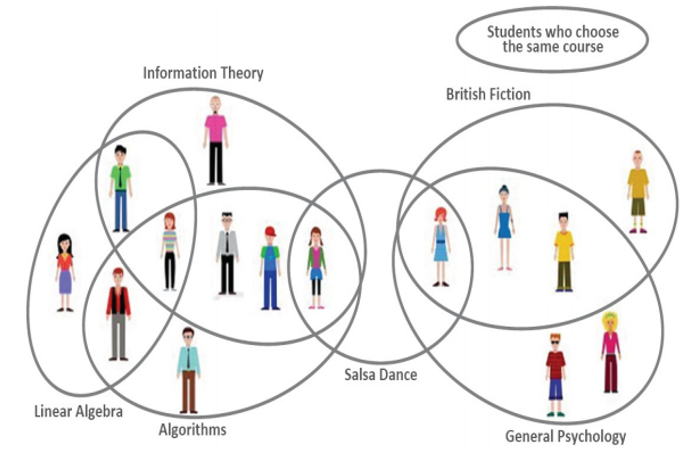 Students who choose
the same course
Information Theory
British Fiction
Salsa Dance
Linear Algebra
Algorithms
General Psychology